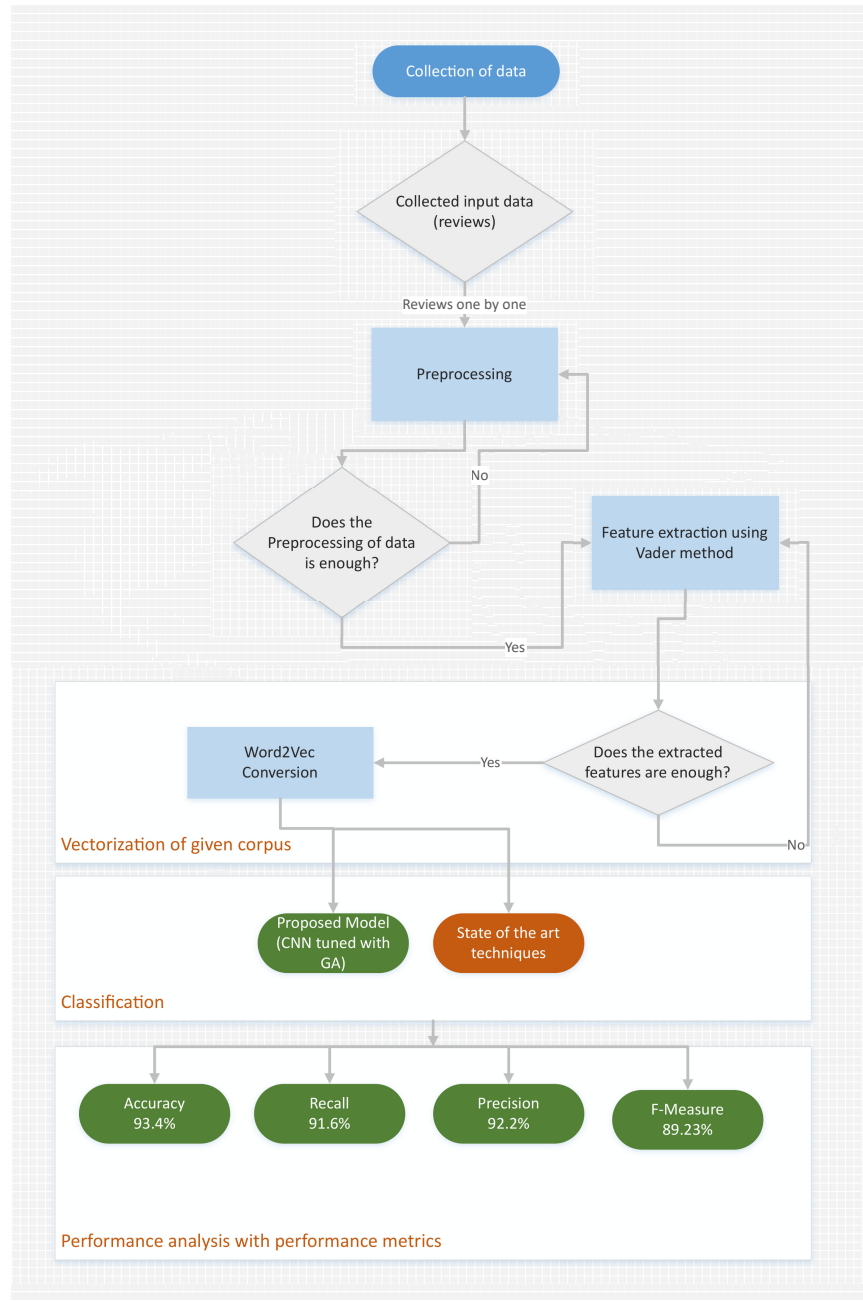 Collection of data
Collected input data
(reviews)
Reviews one by one
Preprocessing
No
Does the
Preprocessing of data
is enough?
Feature extraction using
Vader method
Yes
Word2Vec
Conversion
Yes
Does the extracted
features are enough?
No
Vectorization of given corpus
Proposed Model
(CNN tuned with
GA)
State of the art
techniques
Classification
Accuracy
93.4%
Recall
91.6%
Precision
92.2%
F-Measure
89.23%
Performance analysis with performance metrics